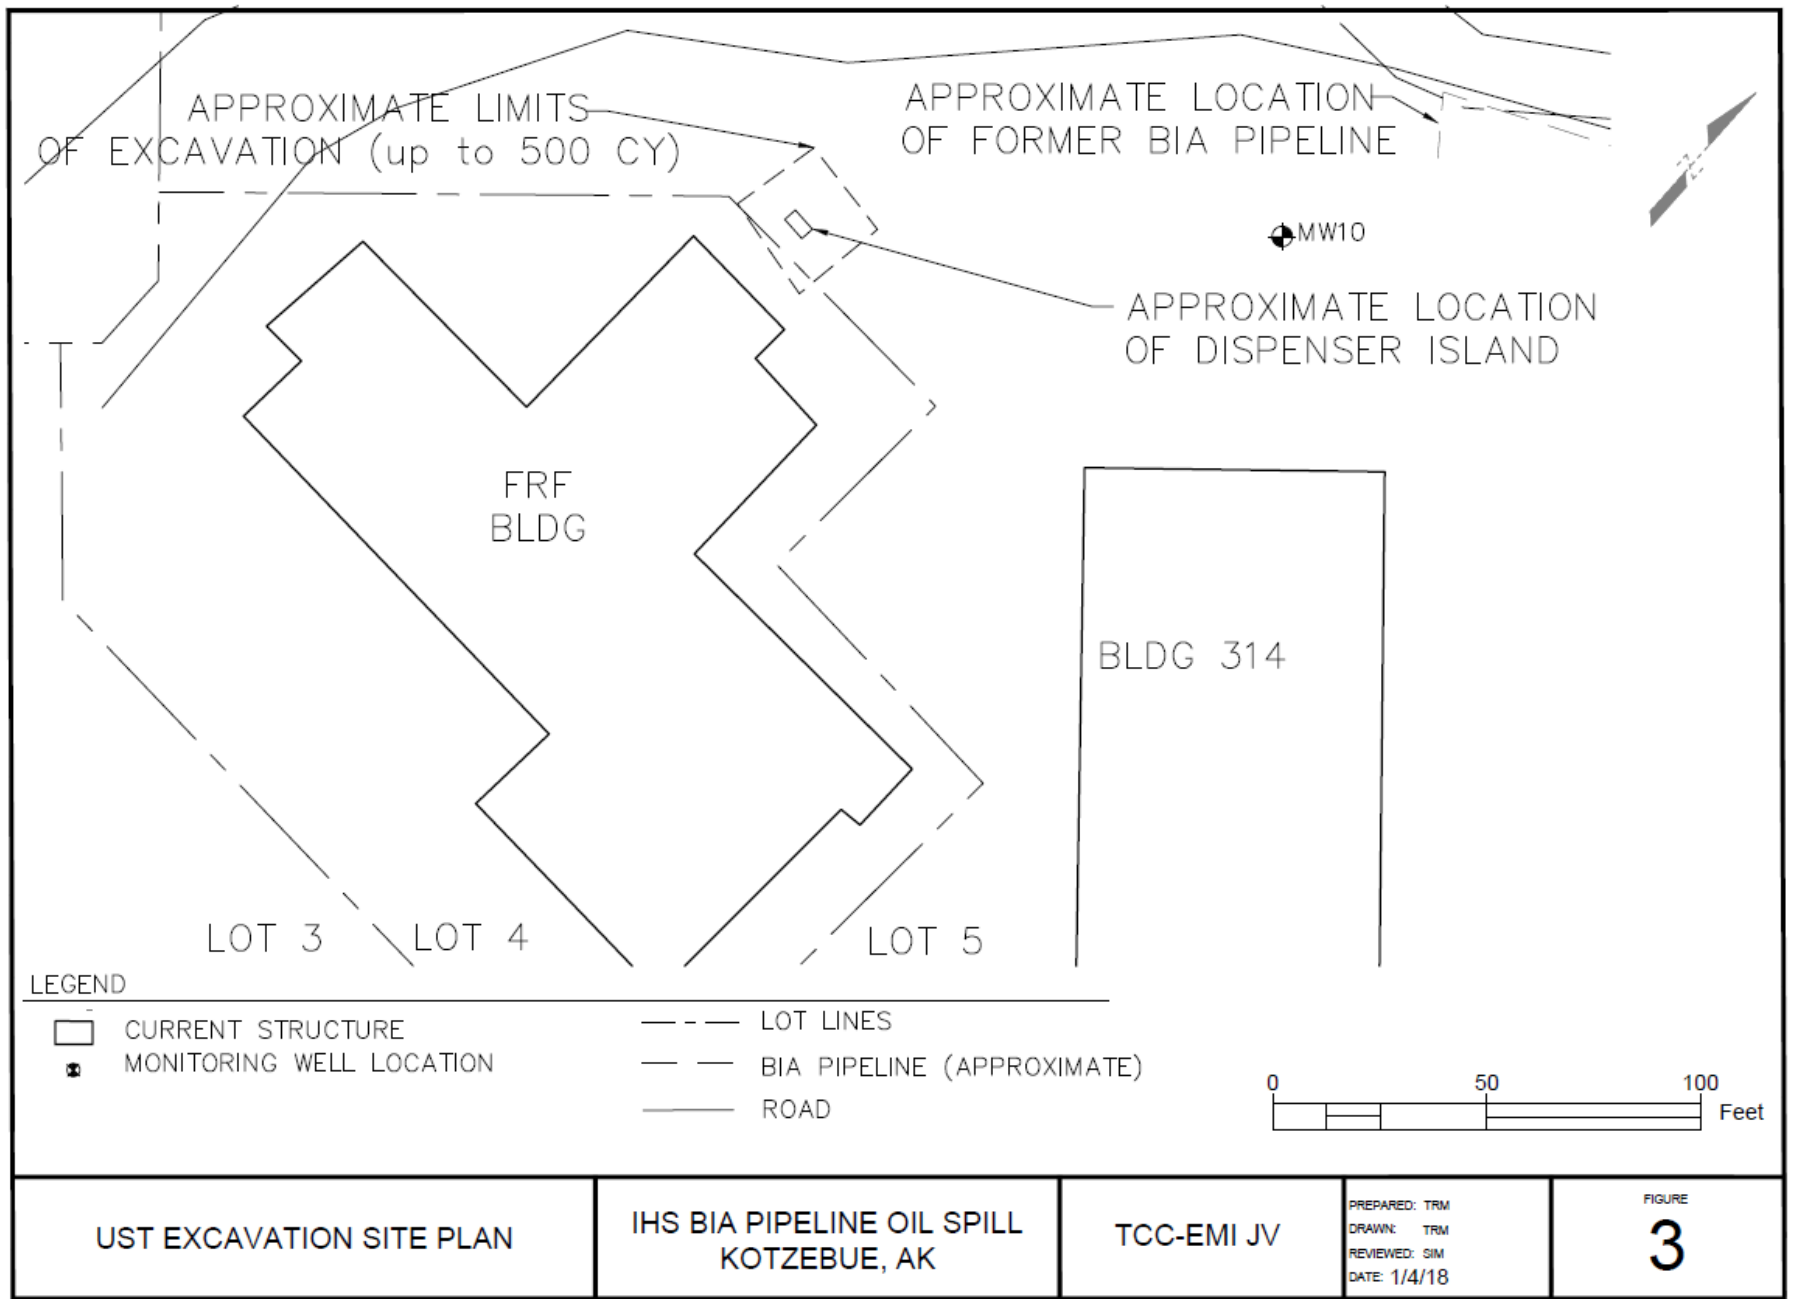 APPROXIMATE LIMITS
OF EXCAVATION (up to 500 CY)
APPROXIMATE LOCATION
OF FORMER BIA PIPELINE
N
MW10
APPROXIMATE LOCATION
OF DISPENSER ISLAND
FRF
BLDG
BLDG 314
LOT 3
LOT 4
LOT 5
LEGEND
CURRENT STRUCTURE
MONITORING WELL LOCATION
LOT LINES
BIA PIPELINE (APPROXIMATE)
ROAD
0 50 100
Feet
UST EXCAVATION SITE PLAN
IHS BIA PIPELINE OIL SPILL
KOTZEBUE, AK
TCC-EMI JV
PREPARED: TRM
DRAWN: TRM
REVIEWED: SIM
DATE: 1/4/18
FIGURE
3